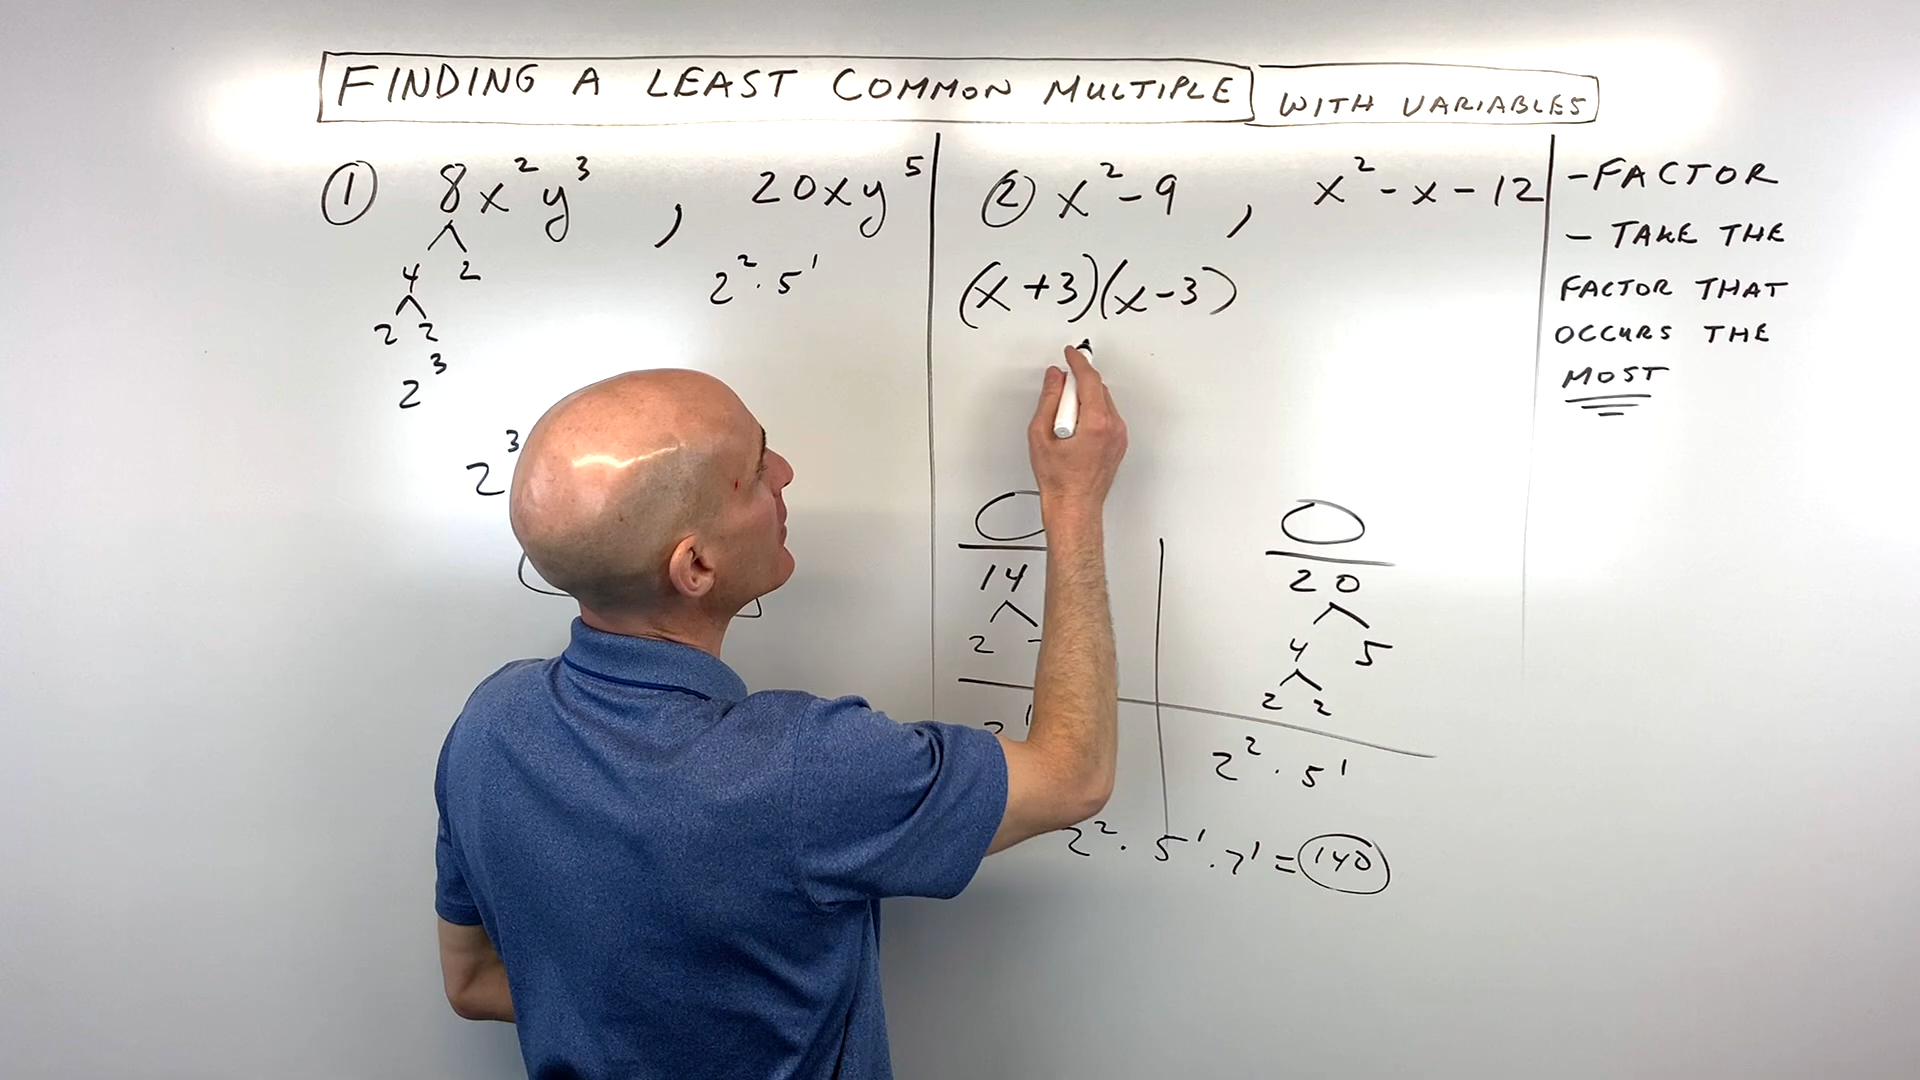 FINDING A LEAST COMMON MULTIPLE WITH VARIABLES
① 8x²y³ , 20xy⁵
4 2
2 2
2³
2² · 5¹
2³
② x² - 9 , x² - x - 12
(x + 3)(x - 3)
14
2
2¹
20
4 5
2 2
2² · 5¹
2² · 5¹ · 7¹ = 140
- FACTOR
- TAKE THE
FACTOR THAT
OCCURS THE
MOST